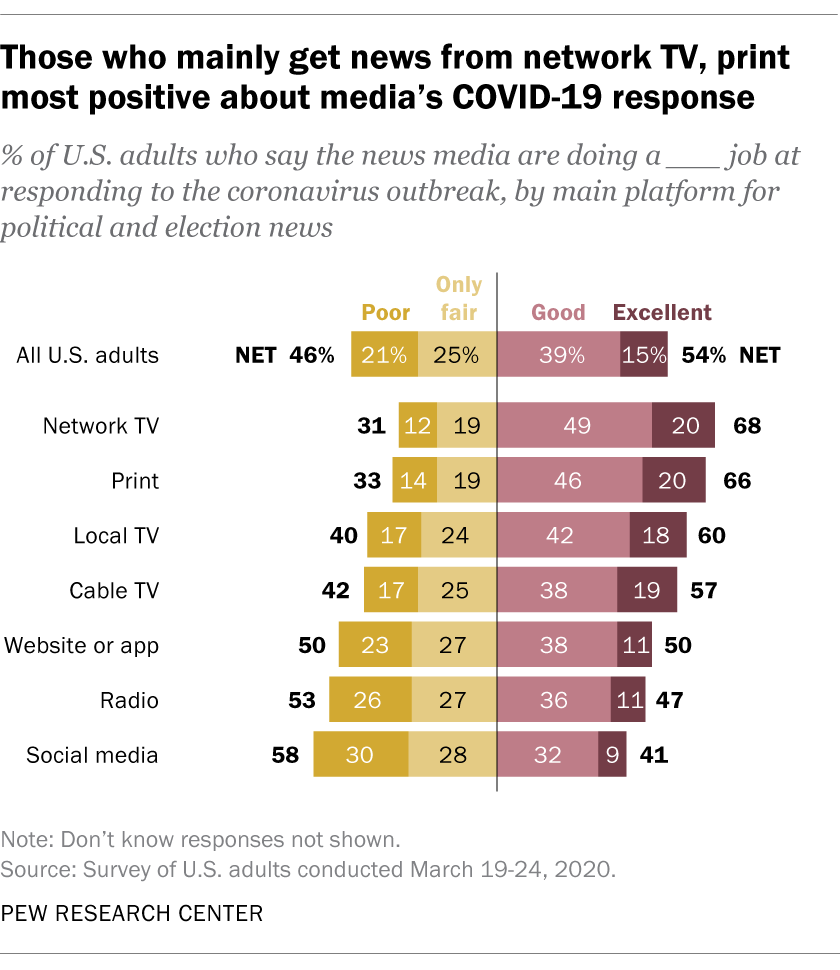 Those who mainly get news from network TV, print
most positive about media’s COVID-19 response
% of U.S. adults who say the news media are doing a ___ job at
responding to the coronavirus outbreak, by main platform for
political and election news
Only
Poor fair Good Excellent
All U.S. adults NET 46% 21% 25% 39% 15% 54% NET
Network TV 31 12 19 49 20 68
Print 33 14 19 46 20 66
Local TV 40 17 24 42 18 60
Cable TV 42 17 25 38 19 57
Website or app 50 23 27 38 11 50
Radio 53 26 27 36 11 47
Social media 58 30 28 32 9 41
Note: Don’t know responses not shown.
Source: Survey of U.S. adults conducted March 19-24, 2020.
PEW RESEARCH CENTER